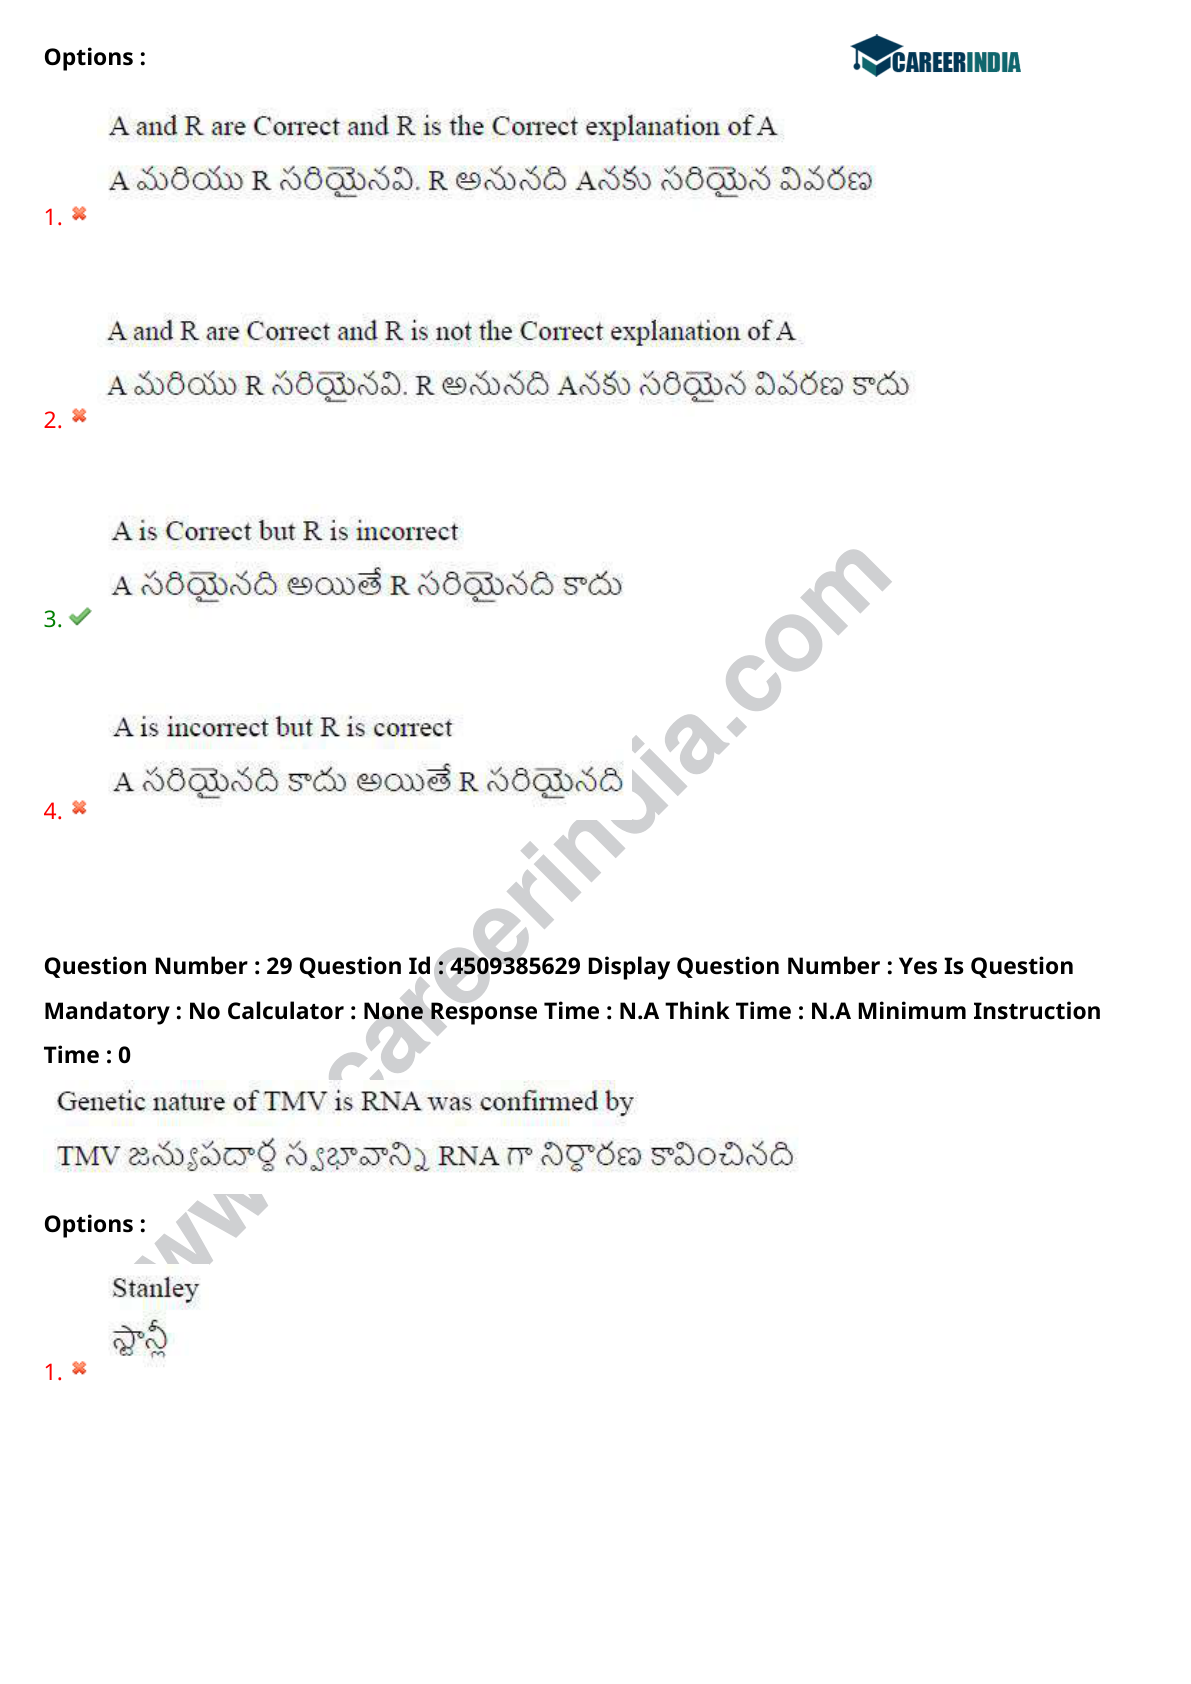 Options :
CAREERINDIA
A and R are Correct and R is the Correct explanation of A
A మరియు R సరియైనవి. R అనునది Aనకు సరియైన వివరణ
1.
A and R are Correct and R is not the Correct explanation of A
A మరియు R సరియైనవి. R అనునది Aనకు సరియైన వివరణ కాదు
2.
A is Correct but R is incorrect
A సరియైనది అయితే R సరియైనది కాదు
3.
A is incorrect but R is correct
A సరియైనది కాదు అయితే R సరియైనది
4.
Question Number : 29 Question Id : 4509385629 Display Question Number : Yes Is Question
Mandatory : No Calculator : None Response Time : N.A Think Time : N.A Minimum Instruction
Time : 0
Genetic nature of TMV is RNA was confirmed by
TMV జన్యుపదార్థ స్వభావాన్ని RNA గా నిర్ధారణ కావించినది
Options :
Stanley
స్టాన్లీ
1.
www.careerindia.com